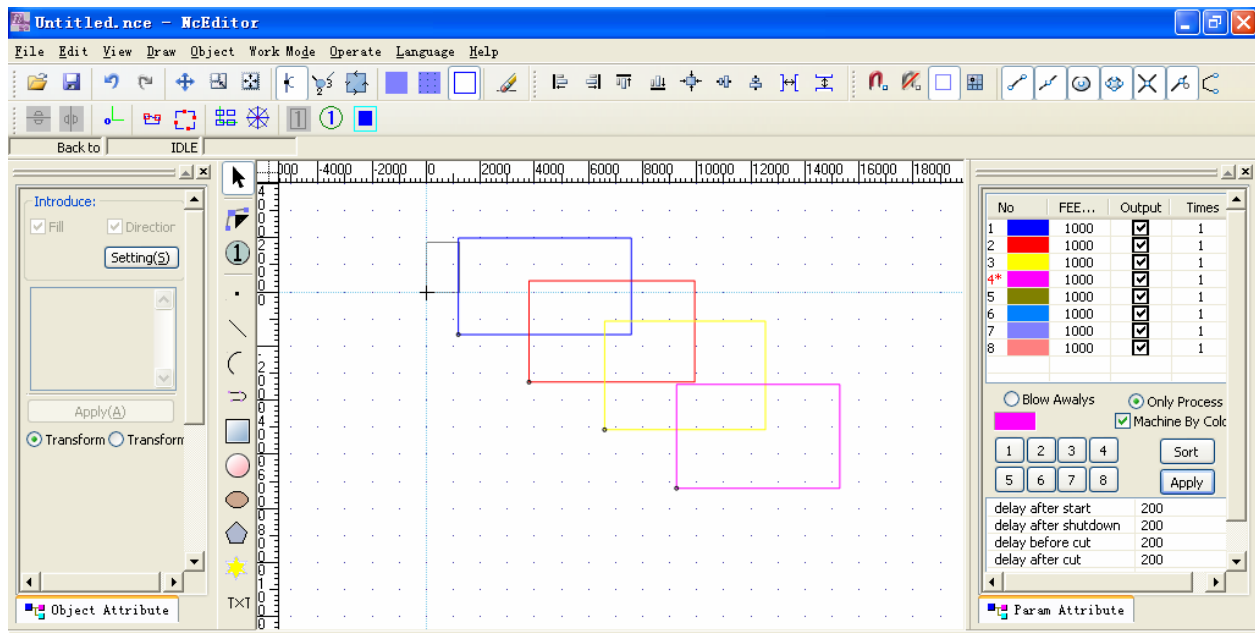 Untitled.nce - NcEditor
File Edit View Draw Object Work Mode Operate Language Help
1 1
Back to IDLE
000 -4000 -2000 0 2000 4000 6000 8000 10000 12000 14000 16000 18000
Introduce:
Fill Directior
Setting(S)
Apply(A)
Transform Transform
Object Attribute
1
TXT
No FEE... Output Times
1 1000 1
2 1000 1
3 1000 1
4* 1000 1
5 1000 1
6 1000 1
7 1000 1
8 1000 1
Blow Awalys Only Process
Machine By Colo
1 2 3 4 Sort
5 6 7 8 Apply
delay after start 200
delay after shutdown 200
delay before cut 200
delay after cut 200
Param Attribute